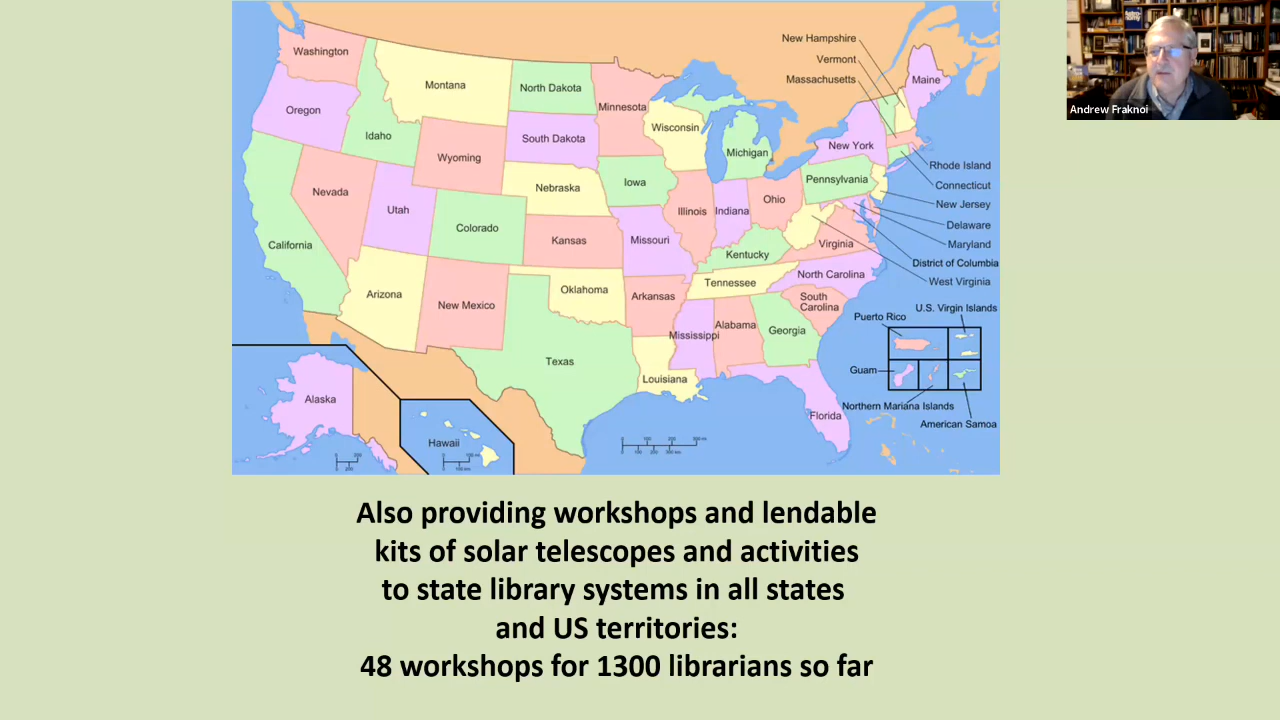 New Hampshire
Vermont
Massachusetts
Washington
Montana
North Dakota
Minnesota
Maine
Oregon
Idaho
South Dakota
Wisconsin
Michigan
New York
Wyoming
Nebraska
Iowa
Pennsylvania
Rhode Island
Connecticut
Nevada
Utah
Colorado
Illinois
Indiana
Ohio
New Jersey
Delaware
California
Kansas
Missouri
Kentucky
Virginia
Maryland
District of Columbia
West Virginia
Arizona
New Mexico
Oklahoma
Arkansas
Tennessee
North Carolina
South
Carolina
Texas
Louisiana
Mississippi
Alabama
Georgia
Florida
U.S. Virgin Islands
Puerto Rico
Guam
Northern Mariana Islands
American Samoa
Alaska
Hawaii
Also providing workshops and lendable
kits of solar telescopes and activities
to state library systems in all states
and US territories:
48 workshops for 1300 librarians so far
Andrew Fraknoi